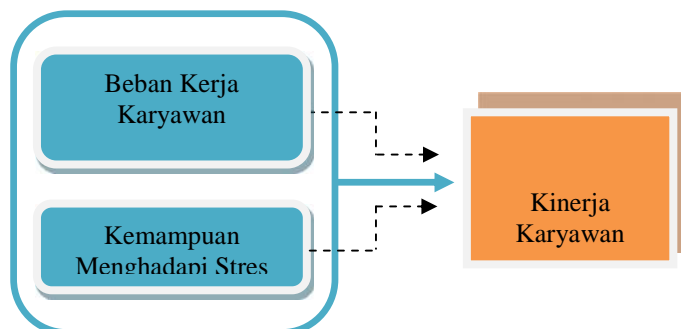 Beban Kerja
Karyawan
Kemampuan
Menghadapi Stres
Kinerja
Karyawan